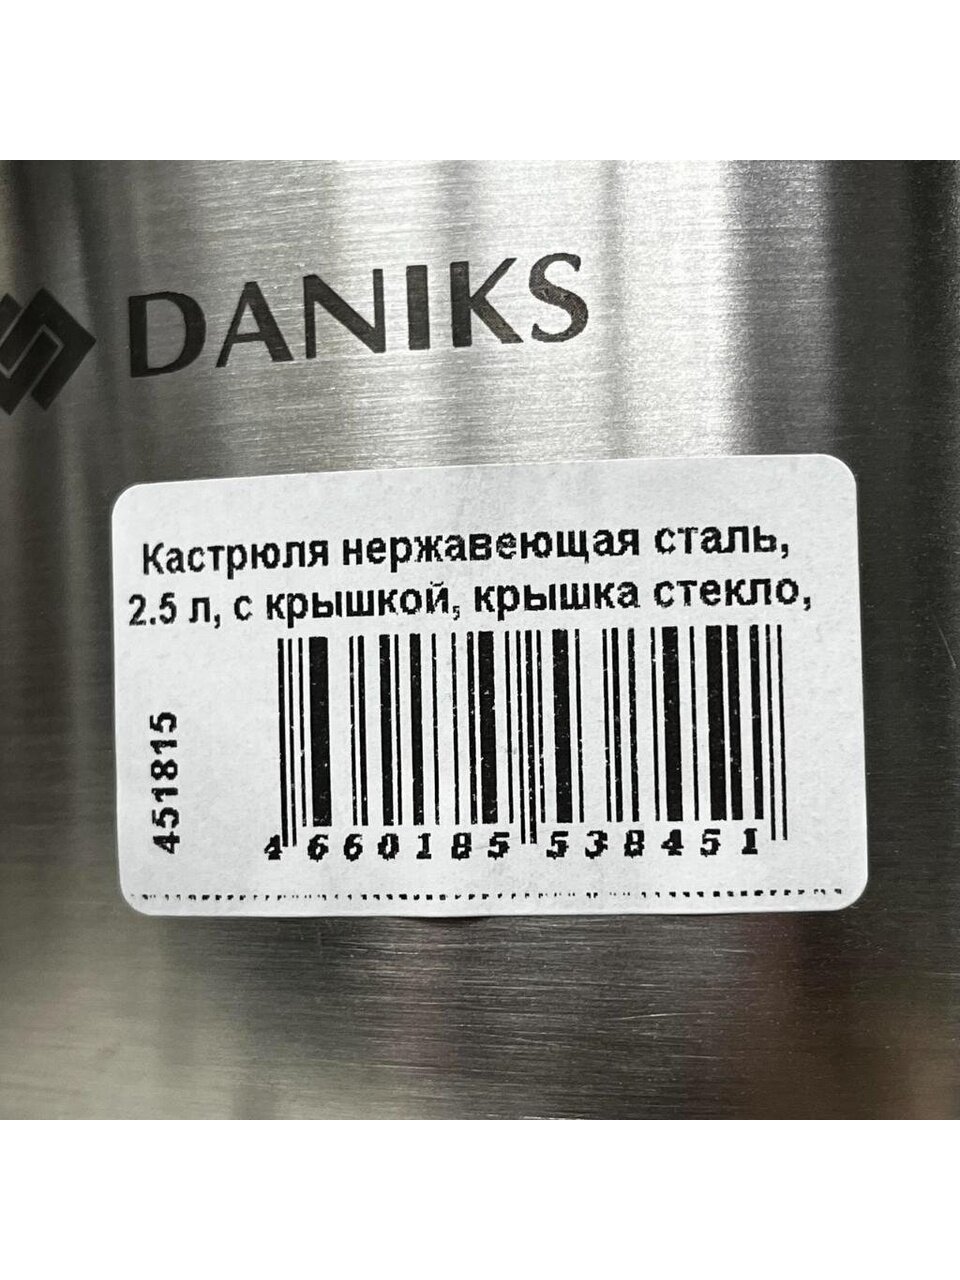 DANIKS
Кастрюля нержавеющая сталь,
2.5 л, с крышкой, крышка стекло,
451815
4 660185 538451